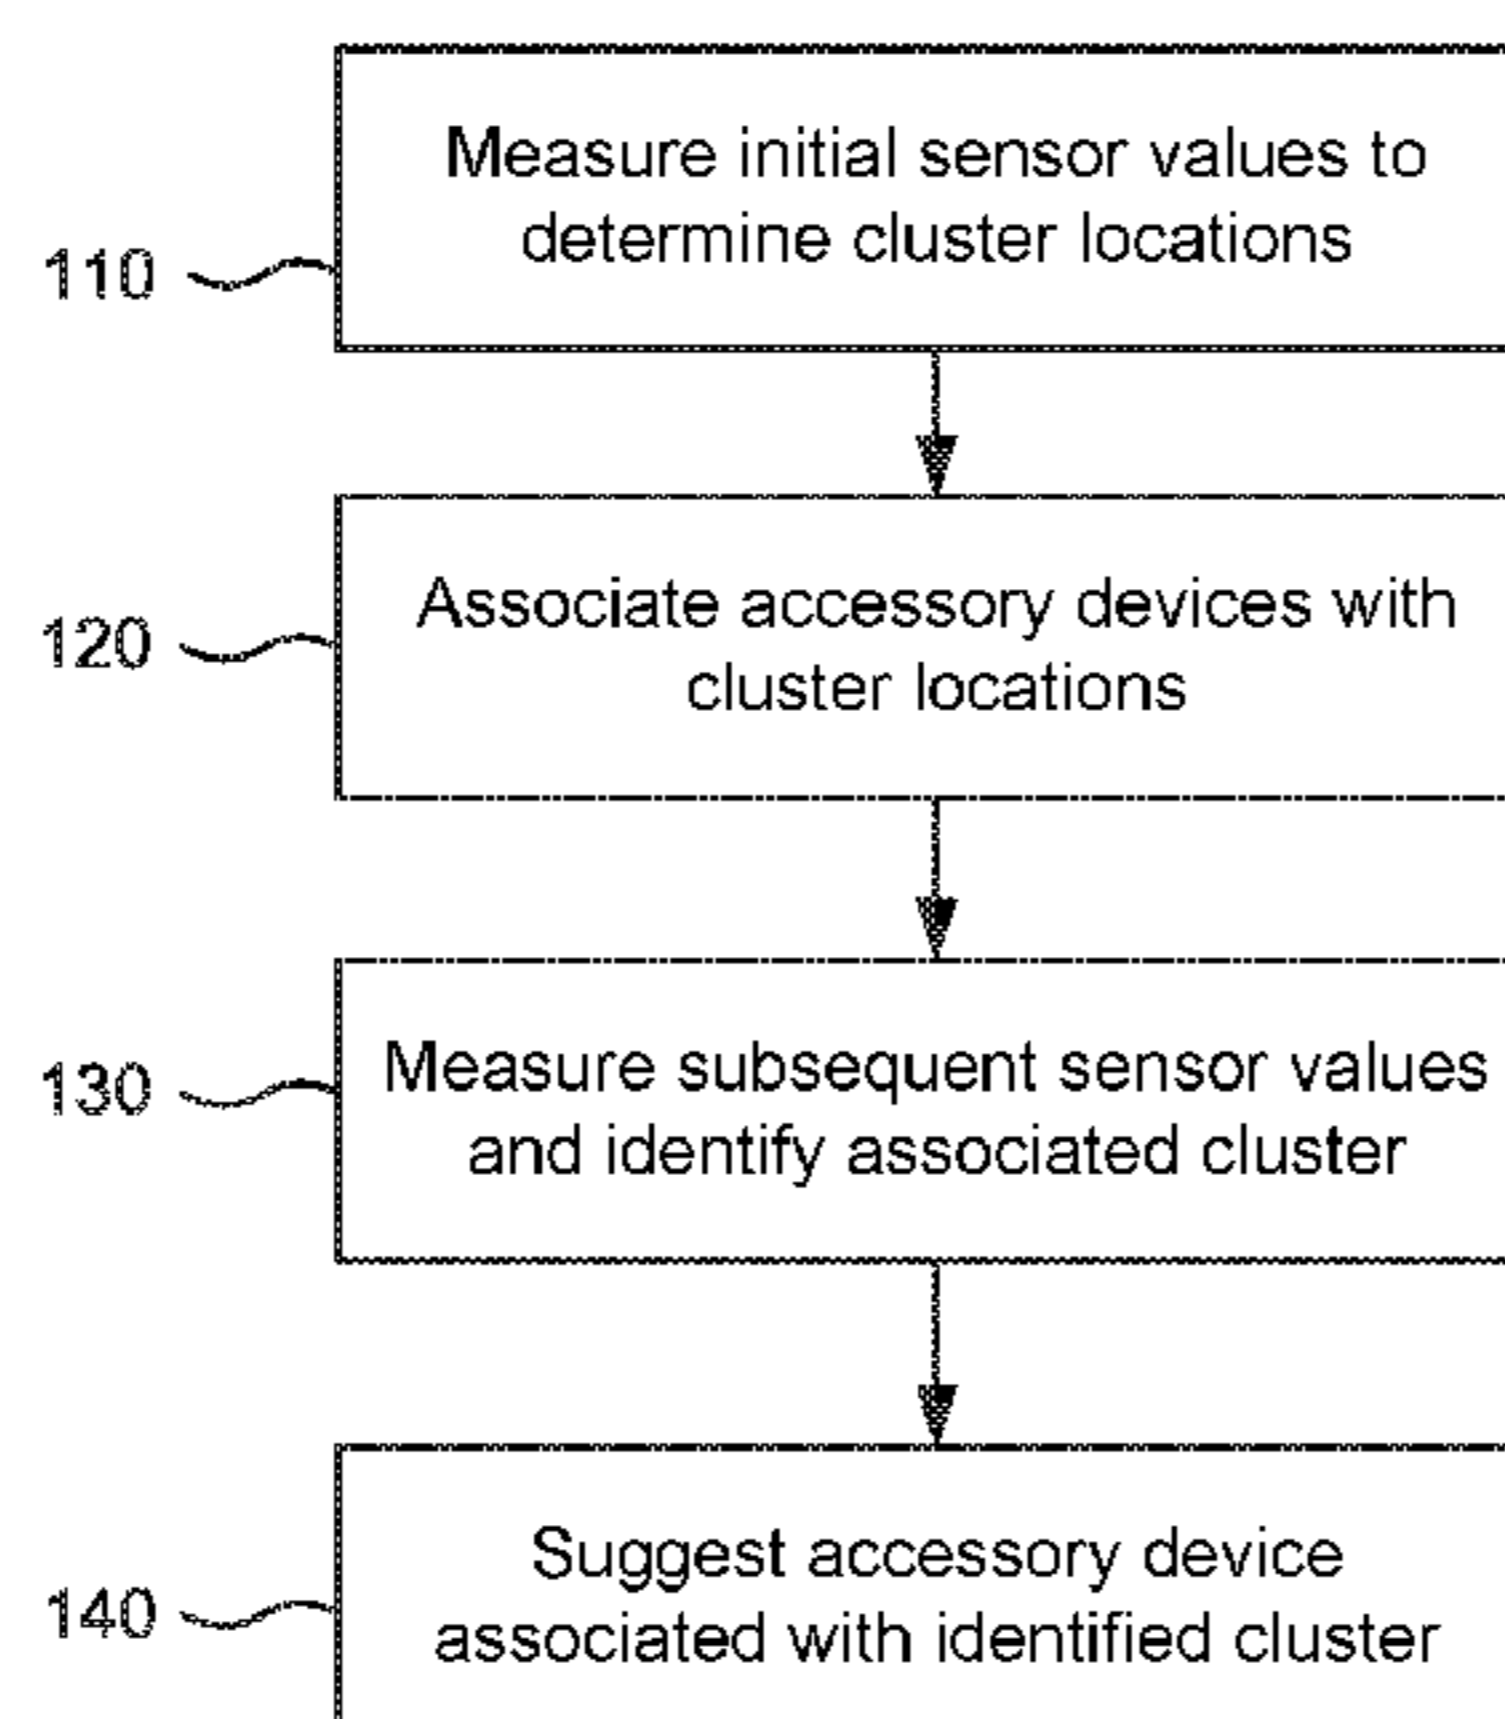 Measure initial sensor values to
determine cluster locations
110
Associate accessory devices with
cluster locations
120
Measure subsequent sensor values
and identify associated cluster
130
Suggest accessory device
associated with identified cluster
140